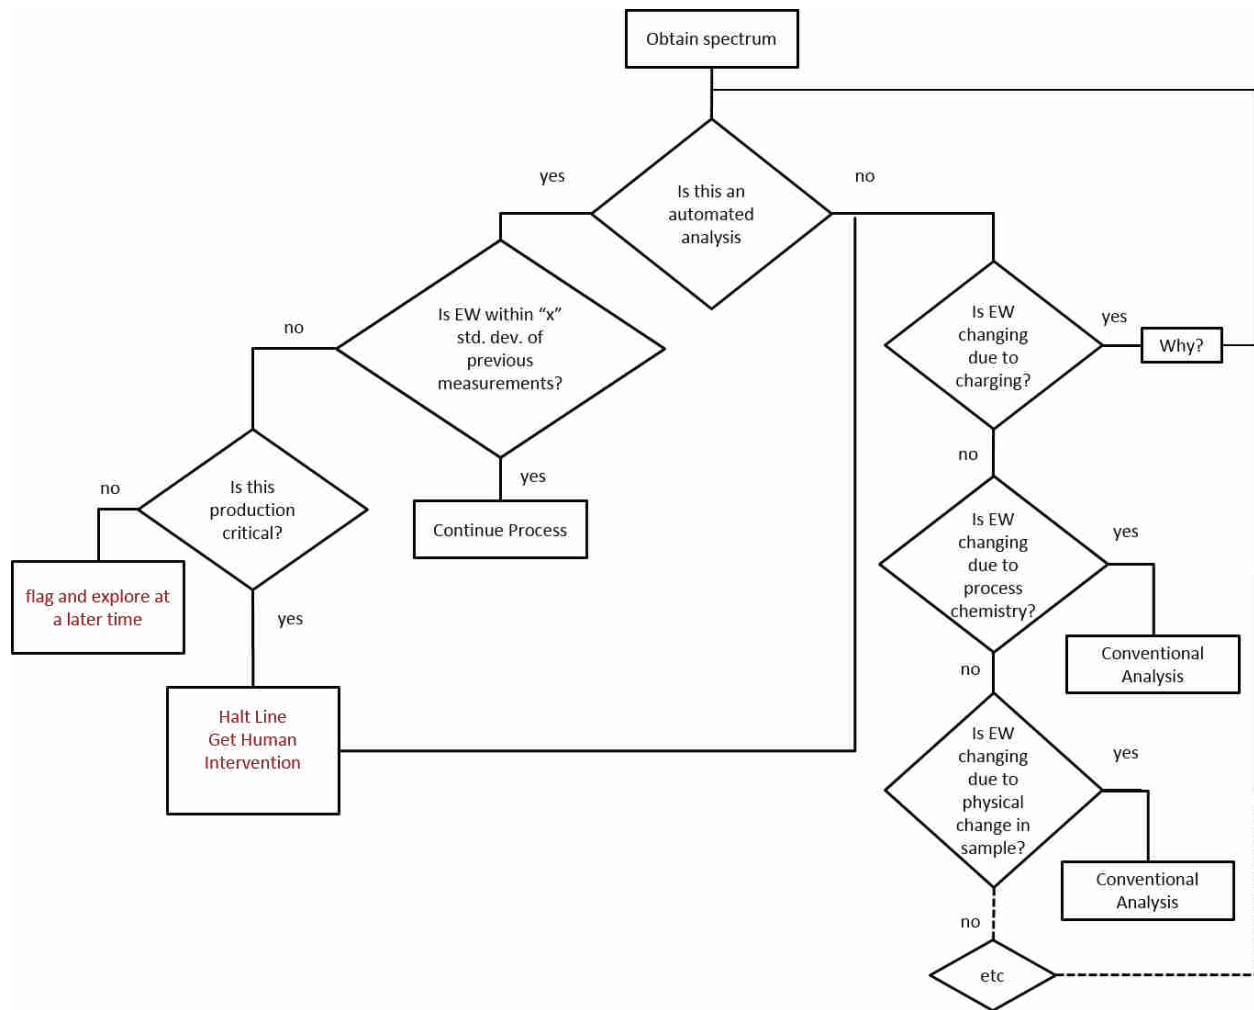 Obtain spectrum
Is this an
automated
analysis
yes
no
Is EW within “x”
std. dev. of
previous
measurements?
no
yes
Continue Process
Is this
production
critical?
no
flag and explore at
a later time
yes
Halt Line
Get Human
Intervention
Is EW
changing
due to
charging?
yes
Why?
no
Is EW
changing
due to
process
chemistry?
yes
Conventional
Analysis
no
Is EW
changing
due to
physical
change in
sample?
yes
Conventional
Analysis
no
etc